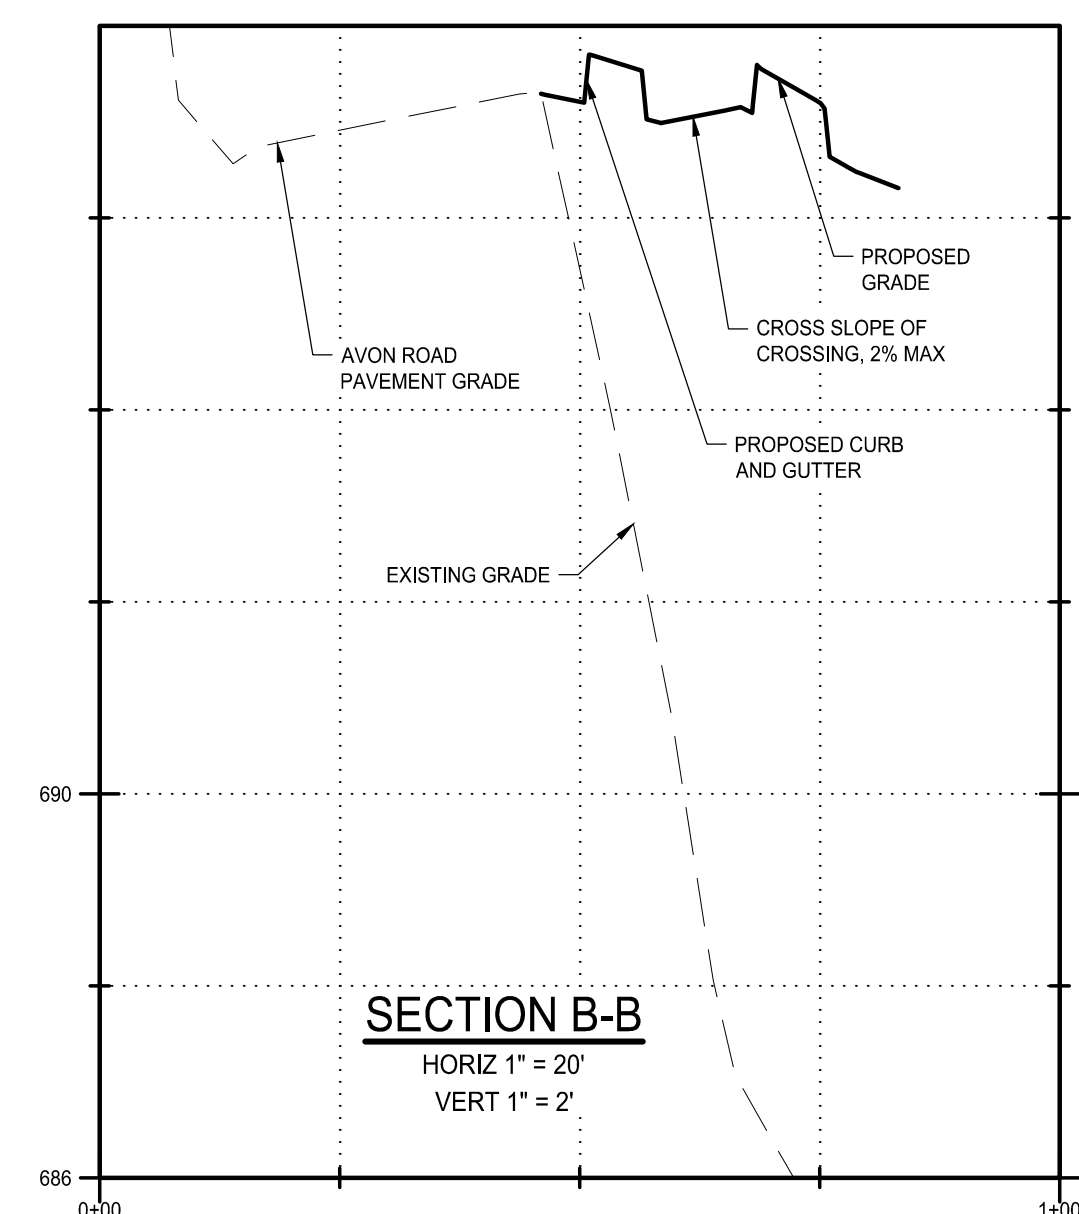 PROPOSED
GRADE
CROSS SLOPE OF
CROSSING, 2% MAX
AVON ROAD
PAVEMENT GRADE
PROPOSED CURB
AND GUTTER
EXISTING GRADE
690
SECTION B-B
HORIZ 1" = 20'
VERT 1" = 2'
686
0+00
1+00